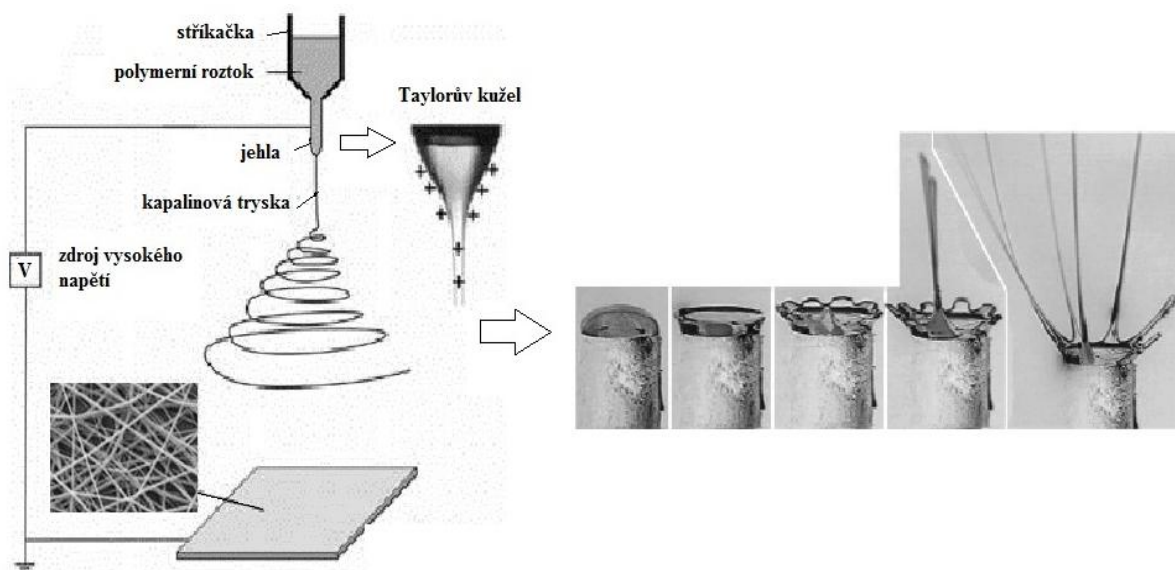 stříkačka
polymerní roztok
Taylorův kužel
jehla
kapalinová tryska
zdroj vysokého
napětí
V